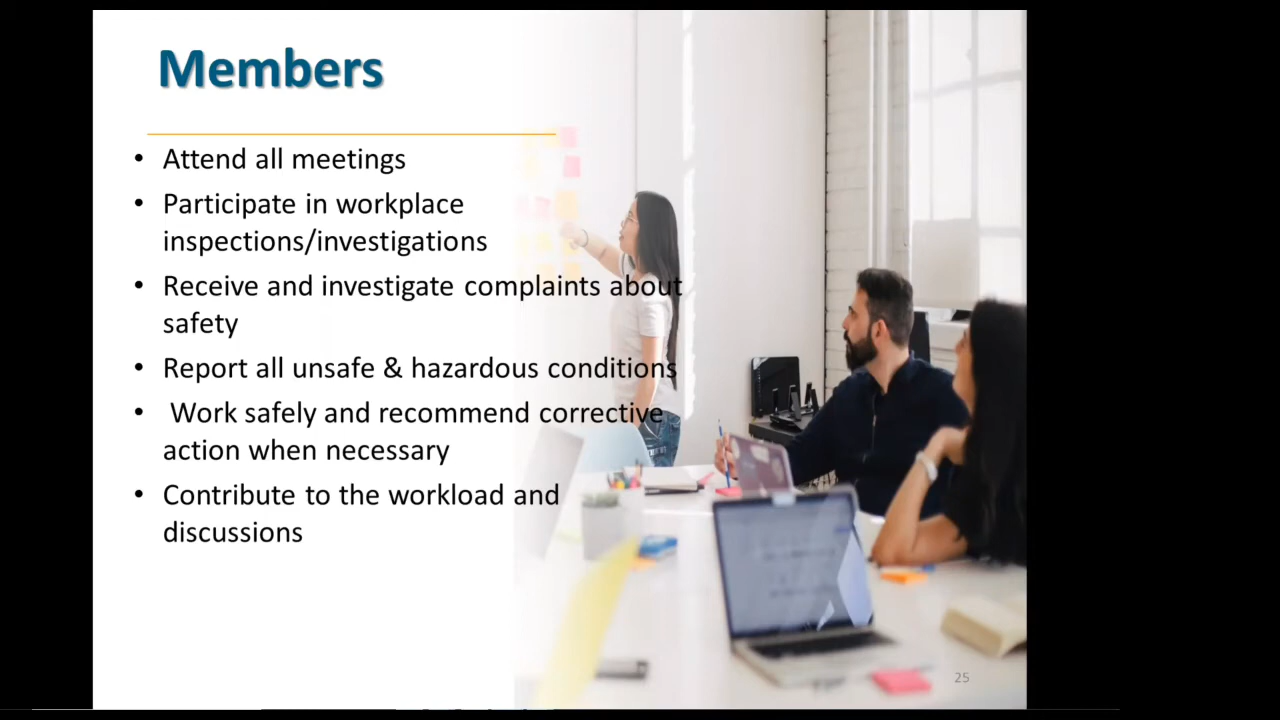 Members
• Attend all meetings
• Participate in workplace
inspections/investigations
• Receive and investigate complaints about
safety
• Report all unsafe & hazardous conditions
• Work safely and recommend corrective
action when necessary
• Contribute to the workload and
discussions
25